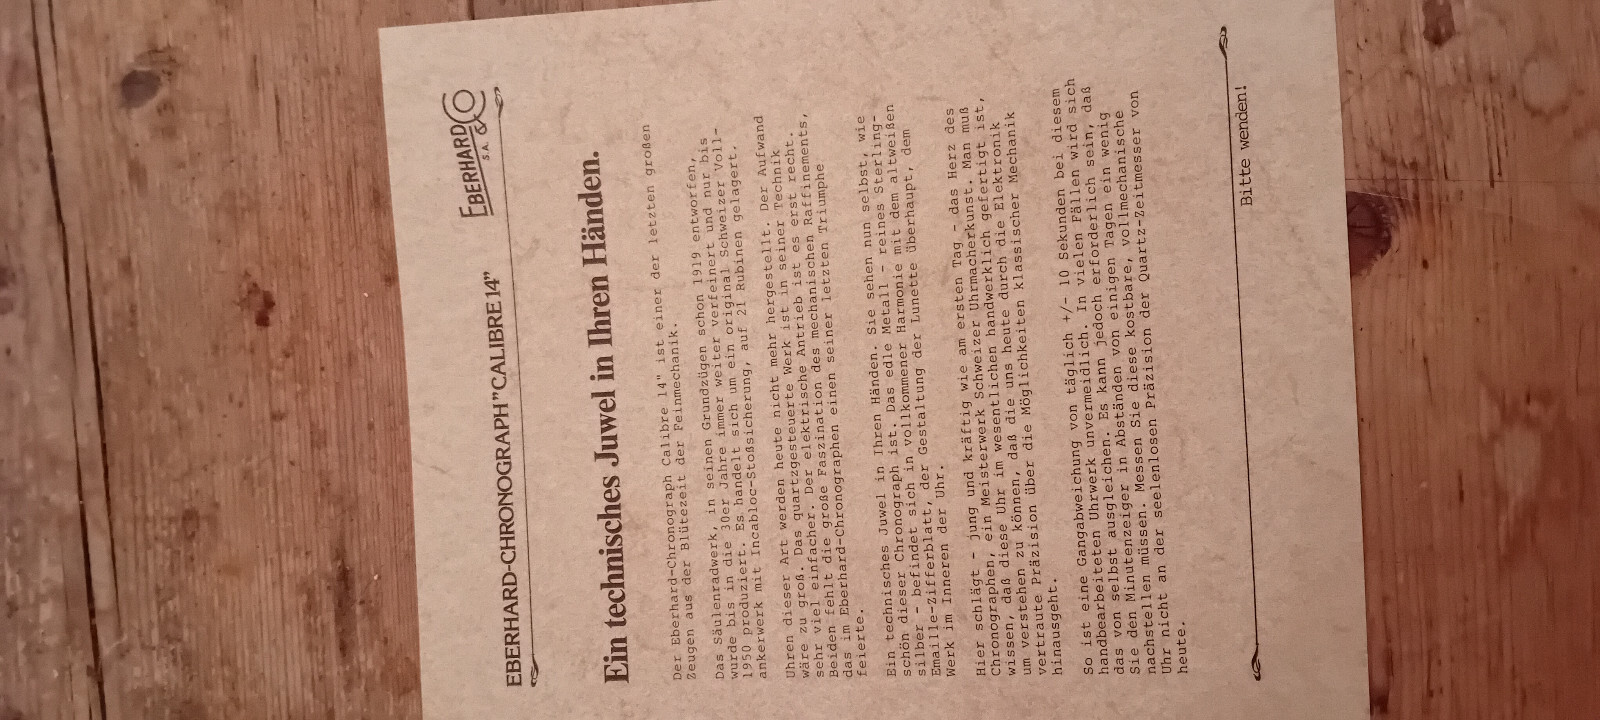 EBERHARD-CHRONOGRAPH "CALIBRE 14"
EBERHARD & CO
S.A.
Ein technisches Juwel in Ihren Händen.
Der Eberhard-Chronograph Calibre 14" ist einer der letzten großen
Zeugen aus der Blütezeit der Feinmechanik.
Das Säulenradwerk, in seinen Grundzügen schon 1919 entworfen,
wurde bis in die 30er Jahre immer weiter verfeinert und nur bis
1950 produziert. Es handelt sich um ein original Schweizer Voll-
ankerwerk mit Incabloc-Stoßsicherung, auf 21 Rubinen gelagert.
Uhren dieser Art werden heute nicht mehr hergestellt. Der Aufwand
wäre zu groß. Das quartzgesteuerte Werk ist in seiner Technik
sehr viel einfacher. Der elektrische Antrieb ist es erst recht.
Beiden fehlt die große Faszination des mechanischen Raffinements,
das im Eberhard-Chronographen einen seiner letzten Triumphe
feierte.
Ein technisches Juwel in Ihren Händen. Sie sehen nun selbst, wie
schön dieser Chronograph ist. Das edle Metall - reines Sterling-
silber - befindet sich in vollkommener Harmonie mit dem altweißen
Emaille-Zifferblatt, der Gestaltung der Lunette überhaupt, dem
Werk im Inneren der Uhr.
Hier schlägt - jung und kräftig wie am ersten Tag - das Herz des
Chronographen, ein Meisterwerk Schweizer Uhrmacherkunst. Man muß
wissen, daß diese Uhr im wesentlichen handwerklich gefertigt ist,
um verstehen zu können, daß die uns heute durch die Elektronik
vertraute Präzision über die Möglichkeiten klassischer Mechanik
hinausgeht.
So ist eine Gangabweichung von täglich +/- 10 Sekunden bei diesem
handbearbeiteten Uhrwerk unvermeidlich. In vielen Fällen wird sich
das von selbst ausgleichen. Es kann jedoch erforderlich sein, daß
Sie den Minutenzeiger in Abständen von einigen Tagen ein wenig
nachstellen müssen. Messen Sie diese kostbare, vollmechanische
Uhr nicht an der seelenlosen Präzision der Quartz-Zeitmesser von
heute.
Bitte wenden!